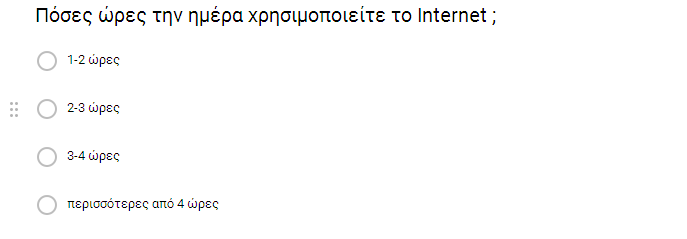 Πόσες ώρες την ημέρα χρησιμοποιείτε το Internet ;
1-2 ώρες
2-3 ώρες
3-4 ώρες
περισσότερες από 4 ώρες